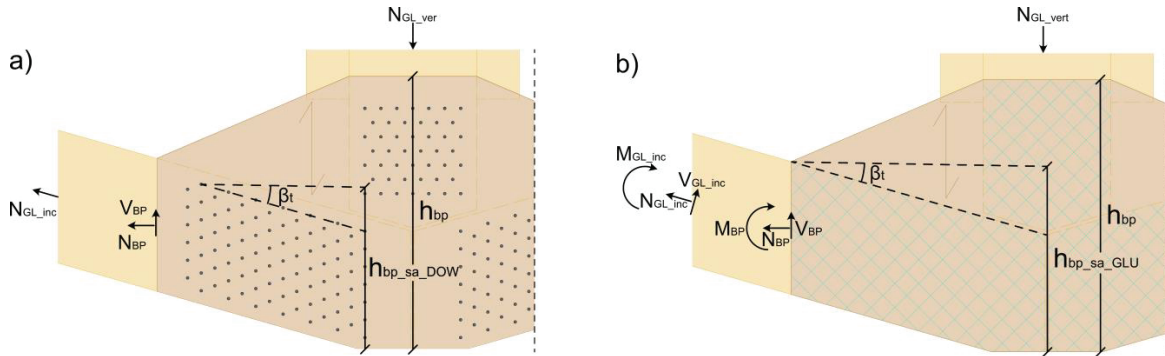 a)
N_GL_ver
N_GL_inc
V_BP
N_BP
β_t
h_bp
h_bp_sa_DOW
b)
N_GL_vert
M_GL_inc
V_GL_inc
N_GL_inc
M_BP
N_BP
V_BP
β_t
h_bp
h_bp_sa_GLU